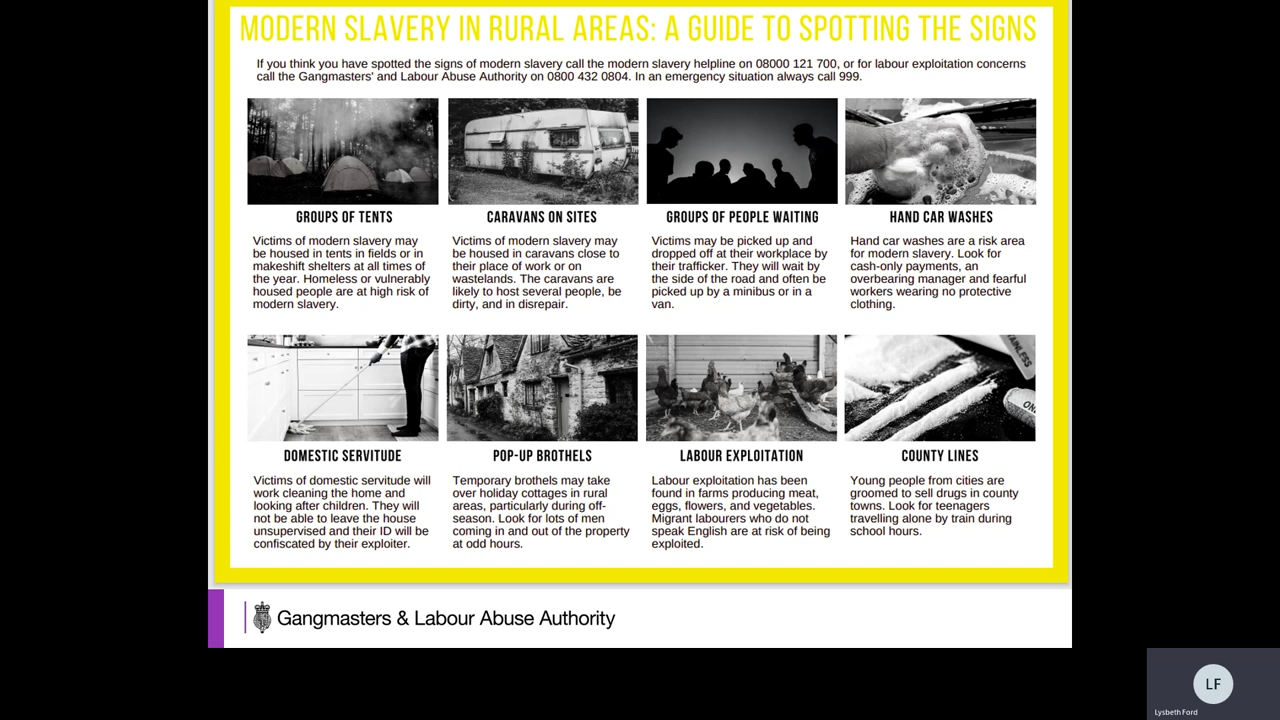 MODERN SLAVERY IN RURAL AREAS: A GUIDE TO SPOTTING THE SIGNS
If you think you have spotted the signs of modern slavery call the modern slavery helpline on 08000 121 700, or for labour exploitation concerns
call the Gangmasters' and Labour Abuse Authority on 0800 432 0804. In an emergency situation always call 999.
GROUPS OF TENTS
Victims of modern slavery may
be housed in tents in fields or in
makeshift shelters at all times of
the year. Homeless or vulnerably
housed people are at high risk of
modern slavery.
CARAVANS ON SITES
Victims of modern slavery may
be housed in caravans close to
their place of work or on
wastelands. The caravans are
likely to host several people, be
dirty, and in disrepair.
GROUPS OF PEOPLE WAITING
Victims may be picked up and
dropped off at their workplace by
their trafficker. They will wait by
the side of the road and often be
picked up by a minibus or in a
van.
HAND CAR WASHES
Hand car washes are a risk area
for modern slavery. Look for
cash-only payments, an
overbearing manager and fearful
workers wearing no protective
clothing.
DOMESTIC SERVITUDE
Victims of domestic servitude will
work cleaning the home and
looking after children. They will
not be able to leave the house
unsupervised and their ID will be
confiscated by their exploiter.
POP-UP BROTHELS
Temporary brothels may take
over holiday cottages in rural
areas, particularly during off-
season. Look for lots of men
coming in and out of the property
at odd hours.
LABOUR EXPLOITATION
Labour exploitation has been
found in farms producing meat,
eggs, flowers, and vegetables.
Migrant labourers who do not
speak English are at risk of being
exploited.
COUNTY LINES
Young people from cities are
groomed to sell drugs in county
towns. Look for teenagers
travelling alone by train during
school hours.
Gangmasters & Labour Abuse Authority
LF
Lysbeth Ford